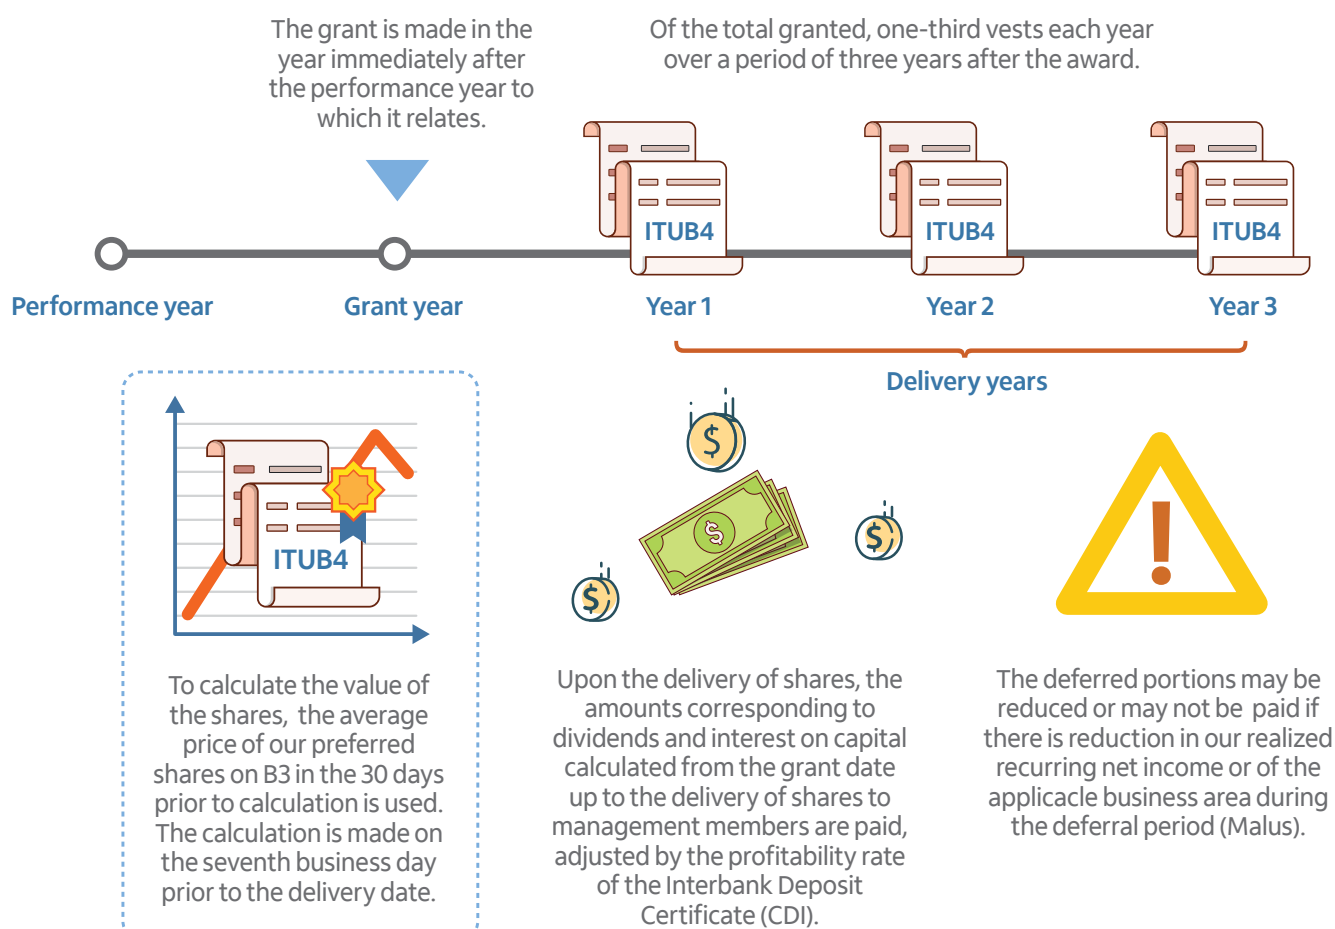 The grant is made in the
year immediately after
the performance year to
which it relates.
Of the total granted, one-third vests each year
over a period of three years after the award.
ITUB4
ITUB4
ITUB4
Performance year
Grant year
Year 1
Year 2
Year 3
Delivery years
ITUB4
$
$
$
$
To calculate the value of
the shares, the average
price of our preferred
shares on B3 in the 30 days
prior to calculation is used.
The calculation is made on
the seventh business day
prior to the delivery date.
Upon the delivery of shares, the
amounts corresponding to
dividends and interest on capital
calculated from the grant date
up to the delivery of shares to
management members are paid,
adjusted by the profitability rate
of the Interbank Deposit
Certificate (CDI).
The deferred portions may be
reduced or may not be paid if
there is reduction in our realized
recurring net income or of the
applicacle business area during
the deferral period (Malus).